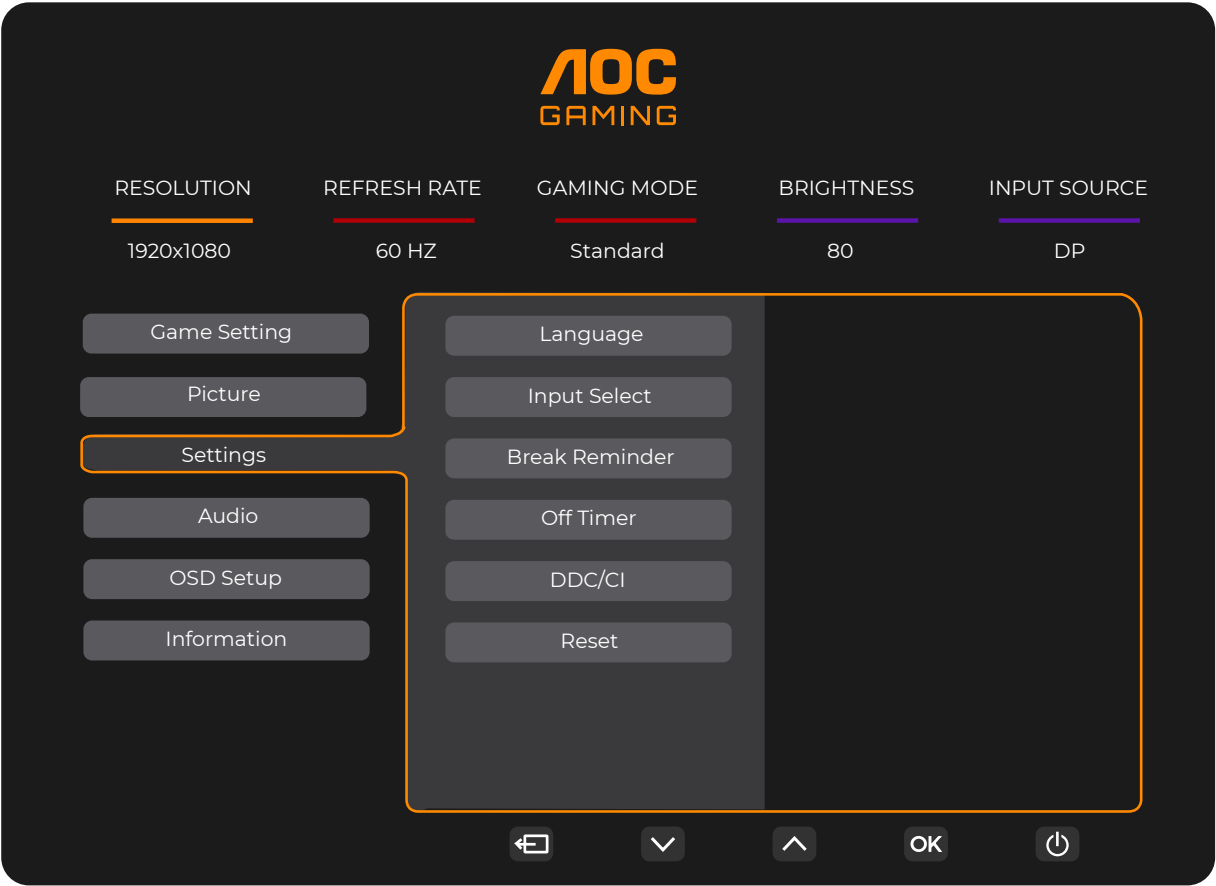 AOC
GAMING
RESOLUTION REFRESH RATE GAMING MODE BRIGHTNESS INPUT SOURCE
1920x1080 60 HZ Standard 80 DP
Game Setting
Picture
Settings
Audio
OSD Setup
Information
Language
Input Select
Break Reminder
Off Timer
DDC/CI
Reset
OK